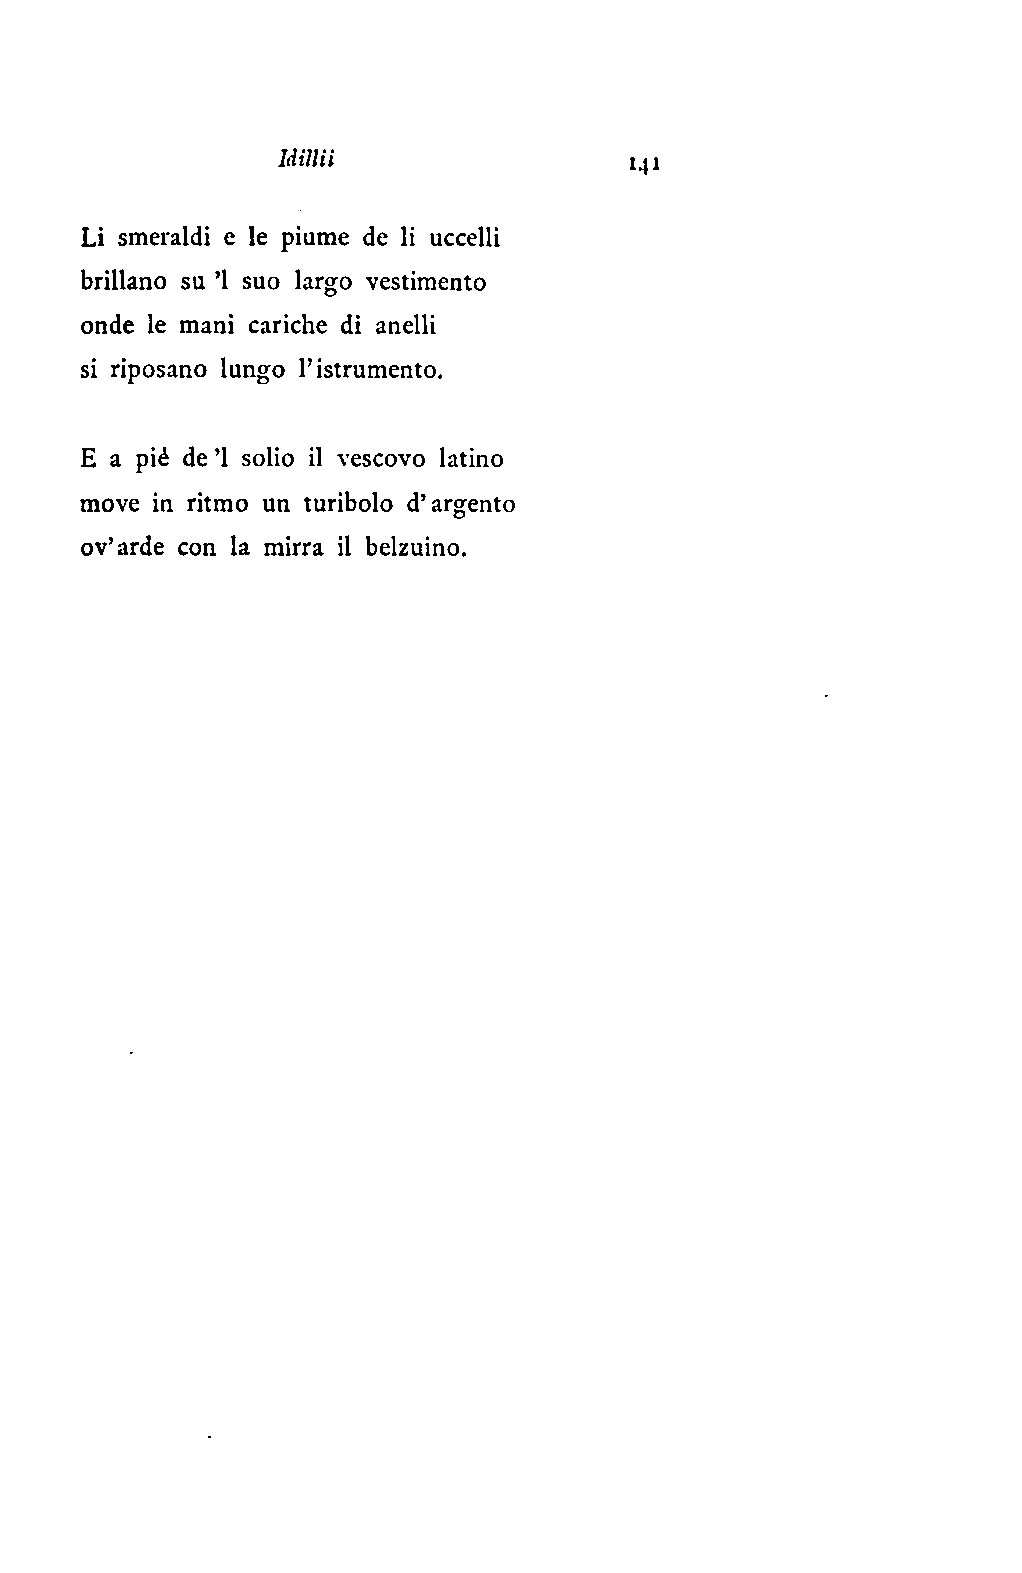 Idillii 141
Li smeraldi e le piume de li uccelli
brillano su 'l suo largo vestimento
onde le mani cariche di anelli
si riposano lungo l'istrumento.
E a piè de 'l solio il vescovo latino
move in ritmo un turibolo d'argento
ov'arde con la mirra il belzuino.